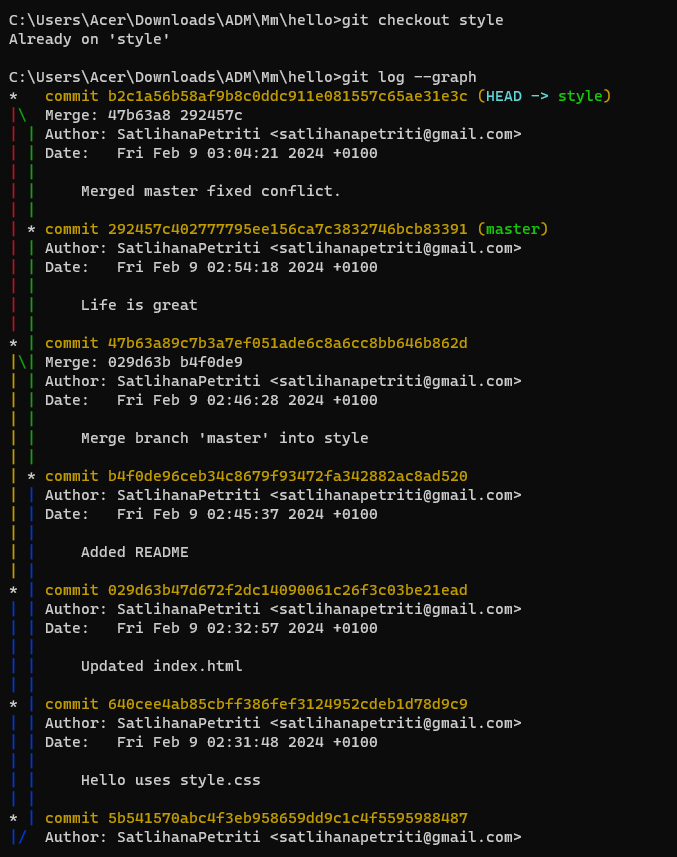 C:\Users\Acer\Downloads\ADM\Mm\hello>git checkout style
Already on 'style'
C:\Users\Acer\Downloads\ADM\Mm\hello>git log --graph
*   commit b2c1a56b58af9b8c0ddc911e081557c65ae31e3c (HEAD -> style)
|\  Merge: 47b63a8 292457c
| | Author: SatlihanaPetriti <satlihanapetriti@gmail.com>
| | Date:   Fri Feb 9 03:04:21 2024 +0100
| |
| |     Merged master fixed conflict.
| |
| * commit 292457c402777795ee156ca7c3832746bcb83391 (master)
| | Author: SatlihanaPetriti <satlihanapetriti@gmail.com>
| | Date:   Fri Feb 9 02:54:18 2024 +0100
| |
| |     Life is great
| |
* | commit 47b63a89c7b3a7ef051ade6c8a6cc8bb646b862d
|\| Merge: 029d63b b4f0de9
| | Author: SatlihanaPetriti <satlihanapetriti@gmail.com>
| | Date:   Fri Feb 9 02:46:28 2024 +0100
| |
| |     Merge branch 'master' into style
| |
| * commit b4f0de96ceb34c8679f93472fa342882ac8ad520
| | Author: SatlihanaPetriti <satlihanapetriti@gmail.com>
| | Date:   Fri Feb 9 02:45:37 2024 +0100
| |
| |     Added README
| |
* | commit 029d63b47d672f2dc14090061c26f3c03be21ead
| | Author: SatlihanaPetriti <satlihanapetriti@gmail.com>
| | Date:   Fri Feb 9 02:32:57 2024 +0100
| |
| |     Updated index.html
| |
* | commit 640cee4ab85cbff386fef3124952cdeb1d78d9c9
| | Author: SatlihanaPetriti <satlihanapetriti@gmail.com>
| | Date:   Fri Feb 9 02:31:48 2024 +0100
| |
| |     Hello uses style.css
| |
* | commit 5b541570abc4f3eb958659dd9c1c4f5595988487
|/  Author: SatlihanaPetriti <satlihanapetriti@gmail.com>